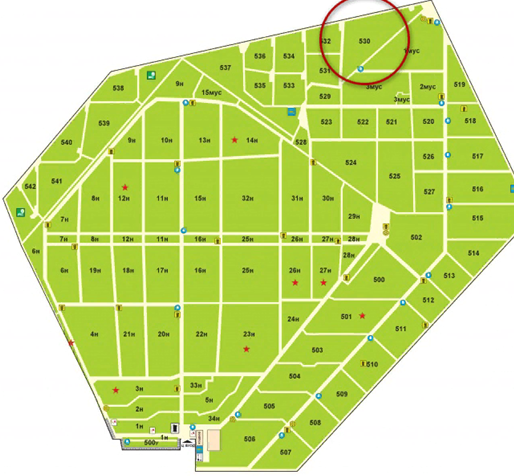 532
530
1мус
537
536
534
531
9н
15мус
535
533
3мус
2мус
519
538
529
3мус
539
523
522
521
520
518
540
9н
10н
13н
14н
528
524
526
517
541
525
542
8н
12н
11н
15н
32н
31н
30н
527
516
7н
29н
515
7н
8н
12н
11н
16н
25н
26н
27н
28н
502
6н
28н
514
6н
19н
18н
17н
16н
25н
26н
27н
500
513
512
24н
501
511
4н
21н
20н
22н
23н
503
510
504
3н
33н
509
5н
505
2н
34н
508
1н
1н
506
500т
507